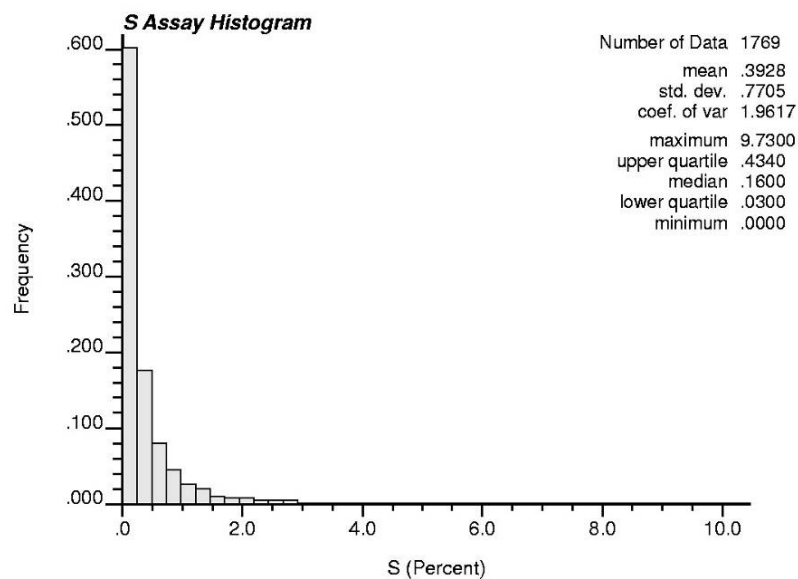 S Assay Histogram
Number of Data 1769
mean .3928
std. dev. .7705
coef. of var 1.9617
maximum 9.7300
upper quartile .4340
median .1600
lower quartile .0300
minimum .0000
Frequency
.600
.500
.400
.300
.200
.100
.000
.0 2.0 4.0 6.0 8.0 10.0
S (Percent)